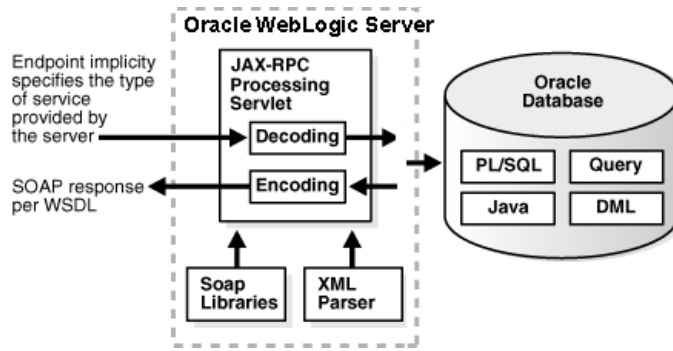 Oracle WebLogic Server
Endpoint implicity
specifies the type
of service
provided by
the server
SOAP response
per WSDL
JAX-RPC
Processing
Servlet
Decoding
Encoding
Soap
Libraries
XML
Parser
Oracle
Database
PL/SQL
Query
Java
DML